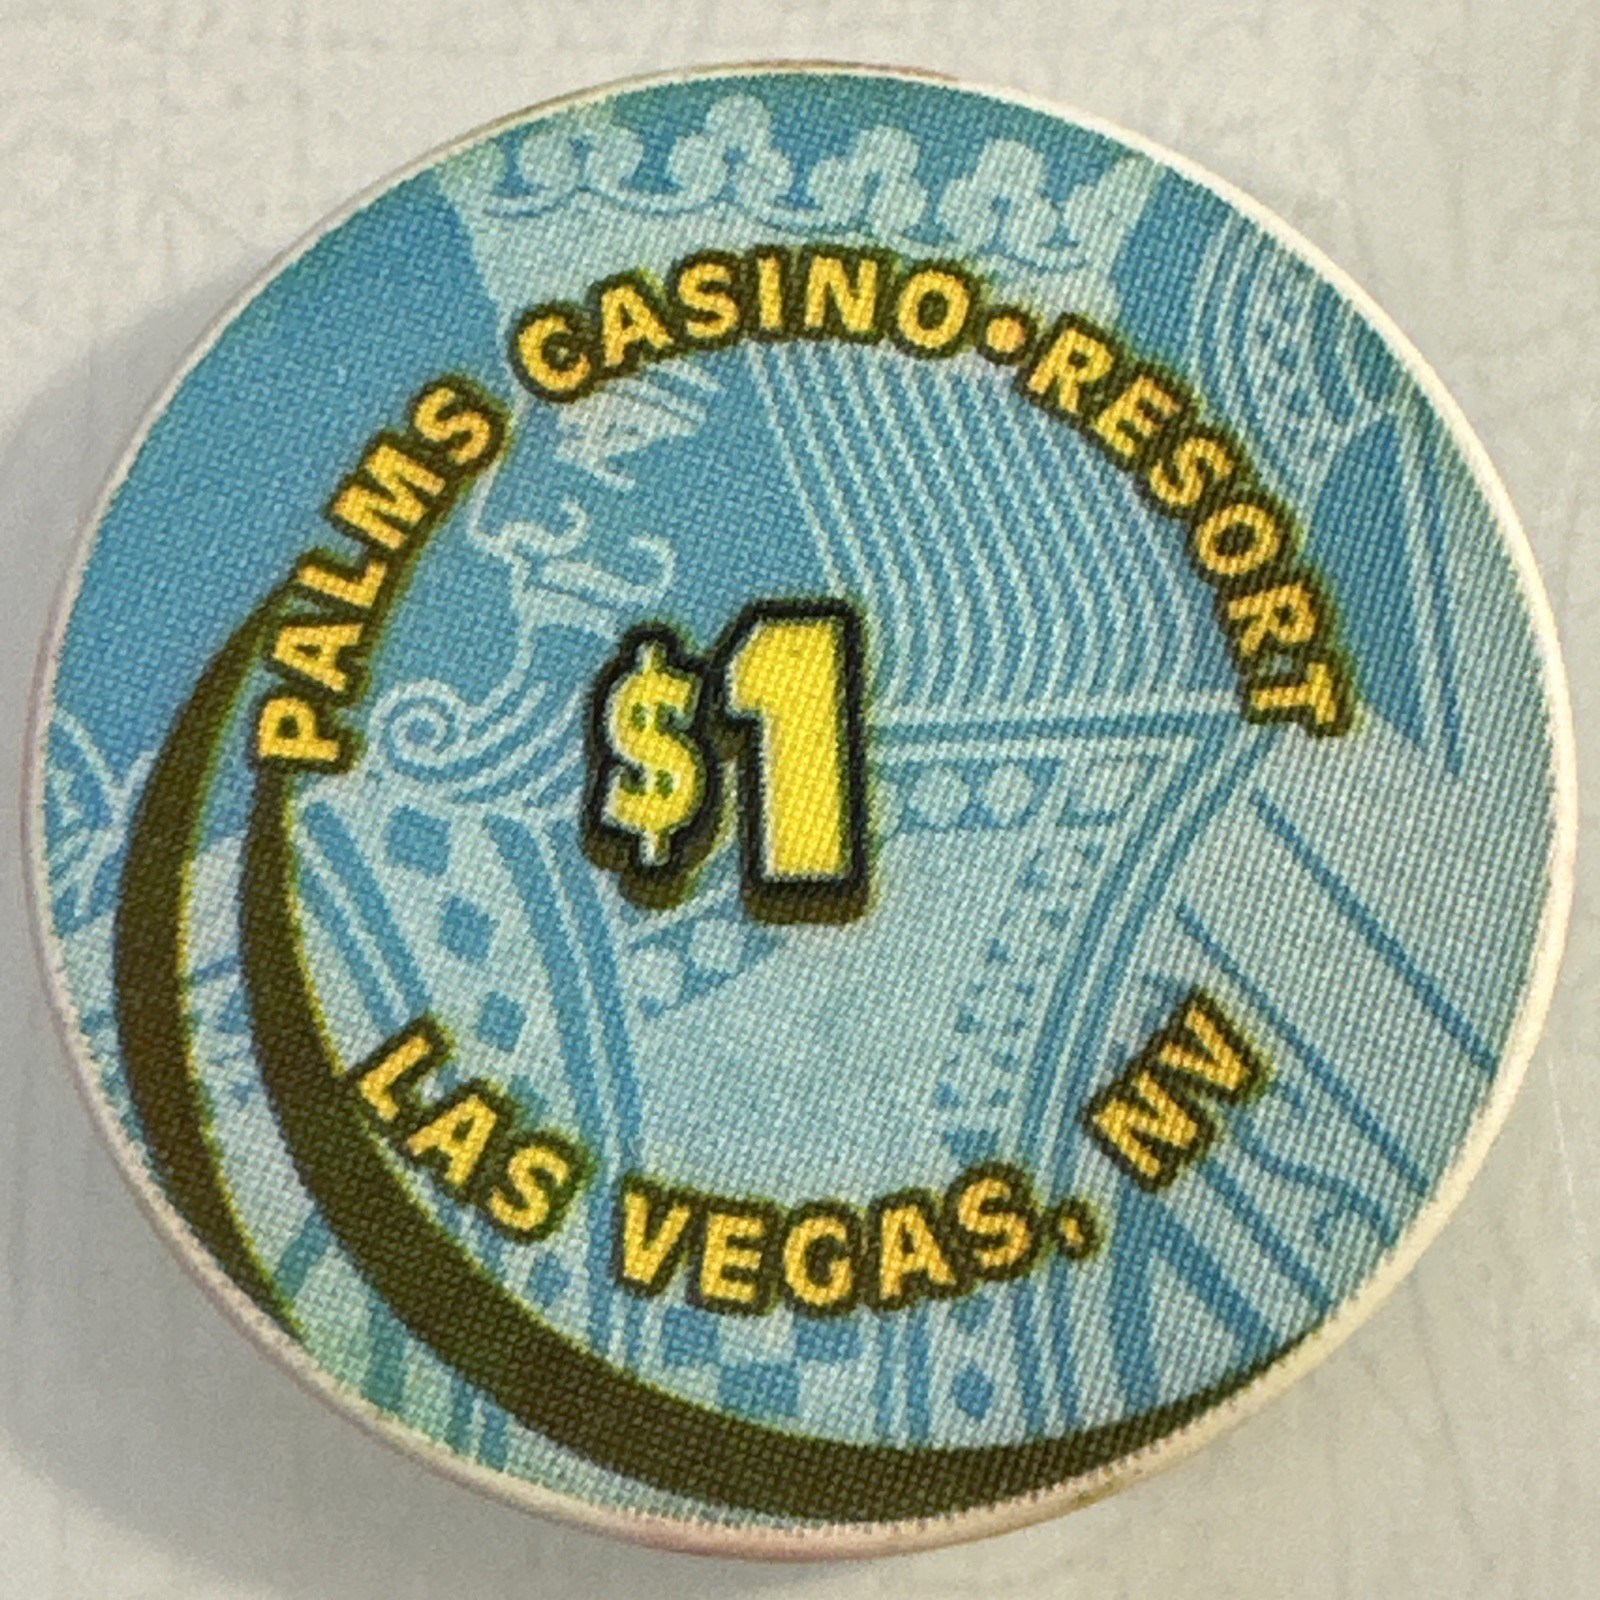 PALMS CASINO•RESORT
$1
LAS VEGAS, NV